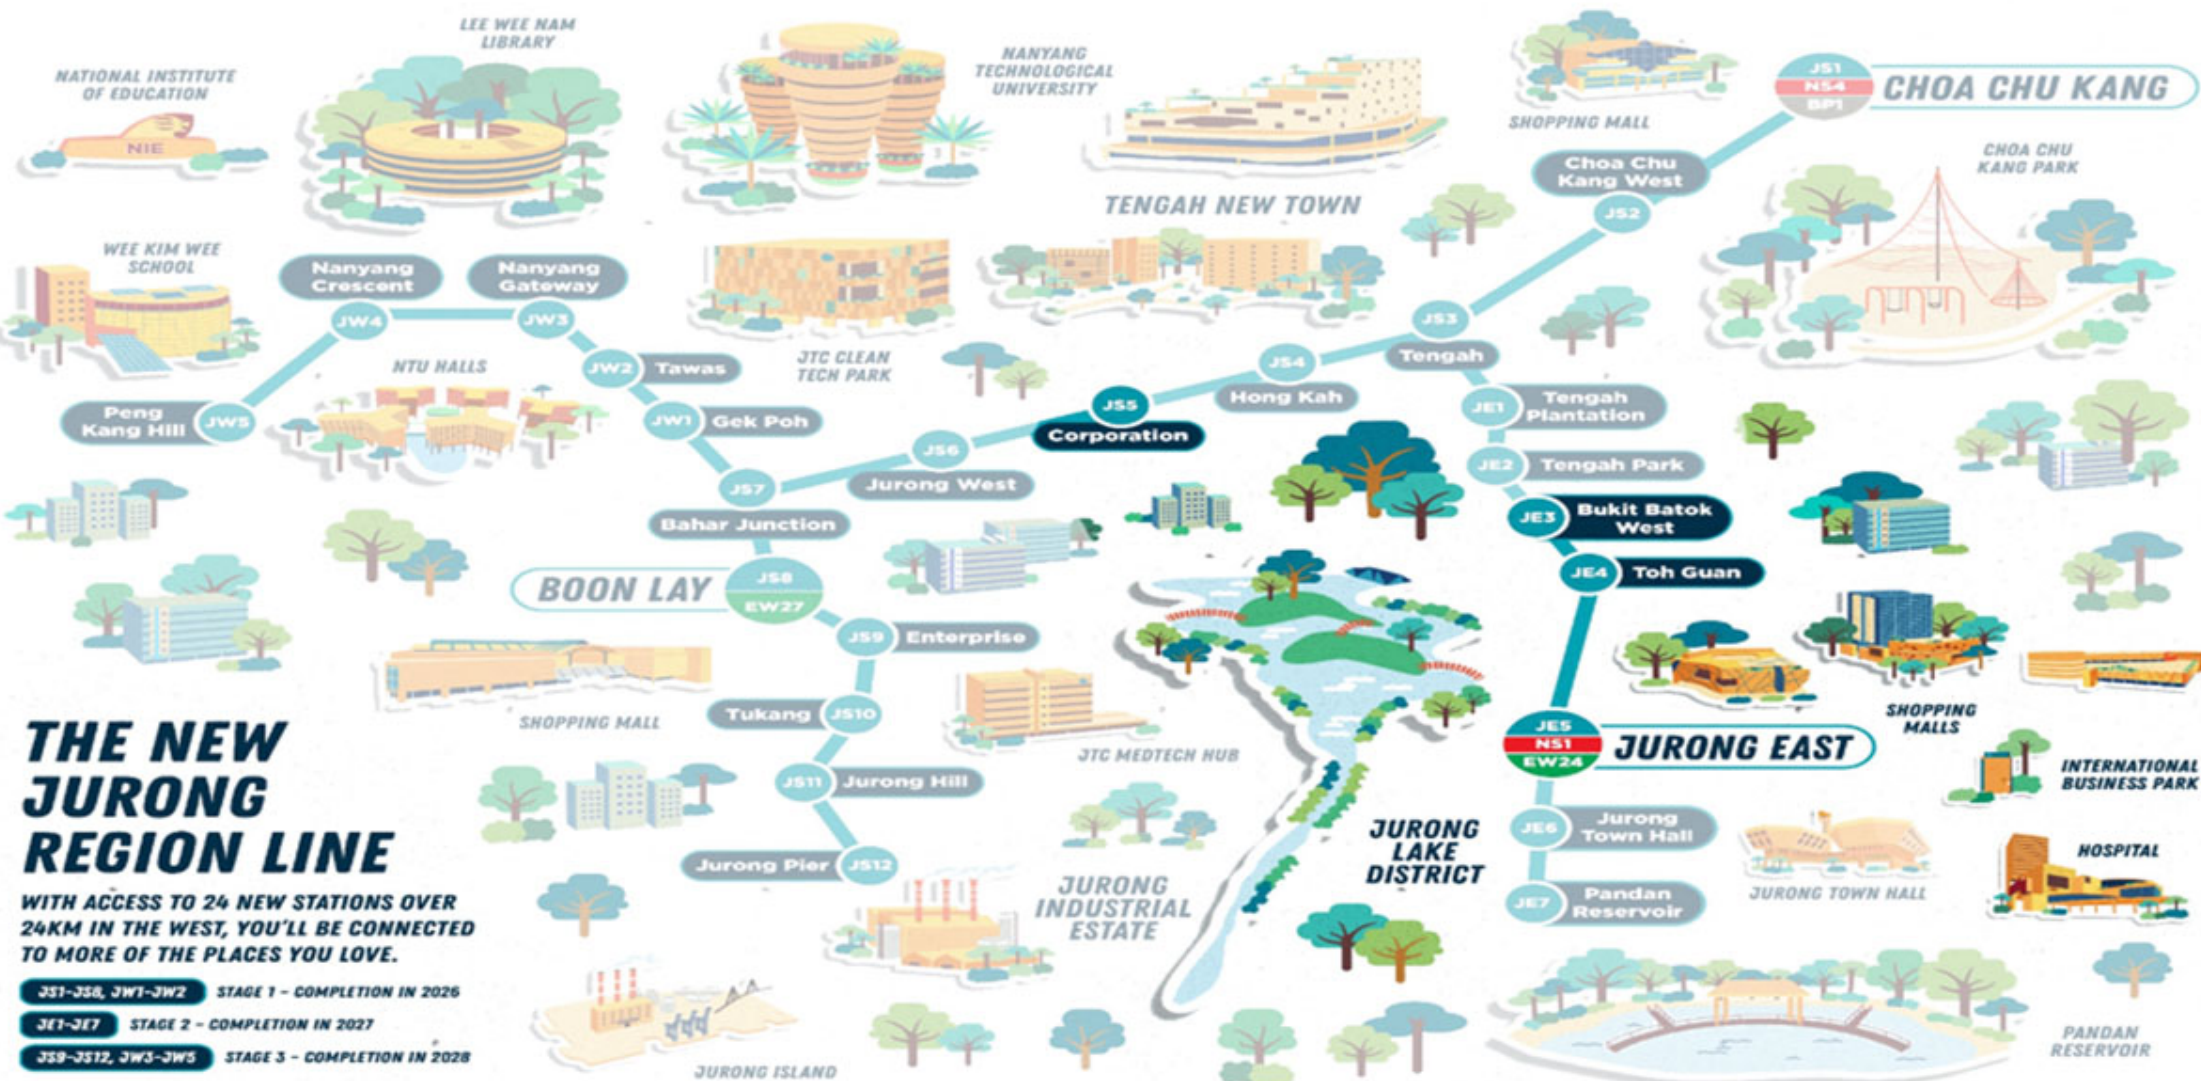 LEE WEE NAM
LIBRARY
NATIONAL INSTITUTE
OF EDUCATION
NIE
NANYANG
TECHNOLOGICAL
UNIVERSITY
SHOPPING MALL
JS1
NS4
BP1
CHOA CHU KANG
Choa Chu
Kang West
JS2
CHOA CHU
KANG PARK
TENGAH NEW TOWN
WEE KIM WEE
SCHOOL
Nanyang
Crescent
JW4
Nanyang
Gateway
JW3
JW2
Tawas
NTU HALLS
JTC CLEAN
TECH PARK
JS3
Tengah
JS4
Hong Kah
JS5
Corporation
JE1
Tengah
Plantation
Peng
Kang Hill
JW5
JW1
Gek Poh
JS6
Jurong West
JE2
Tengah Park
JS7
Bahar Junction
JE3
Bukit Batok
West
JE4
Toh Guan
BOON LAY
JS8
EW27
JS9
Enterprise
SHOPPING MALL
Tukang
JS10
JTC MEDTECH HUB
JS11
Jurong Hill
Jurong Pier
JS12
JURONG
INDUSTRIAL
ESTATE
JURONG
LAKE
DISTRICT
SHOPPING
MALLS
JE5
NS1
EW24
JURONG EAST
INTERNATIONAL
BUSINESS PARK
JE6
Jurong
Town Hall
JURONG TOWN HALL
HOSPITAL
JE7
Pandan
Reservoir
PANDAN
RESERVOIR
JURONG ISLAND
THE NEW
JURONG
REGION LINE
WITH ACCESS TO 24 NEW STATIONS OVER
24KM IN THE WEST, YOU'LL BE CONNECTED
TO MORE OF THE PLACES YOU LOVE.
JS1-JS8, JW1-JW2 STAGE 1 - COMPLETION IN 2026
JE1-JE7 STAGE 2 - COMPLETION IN 2027
JS9-JS12, JW3-JW5 STAGE 3 - COMPLETION IN 2028